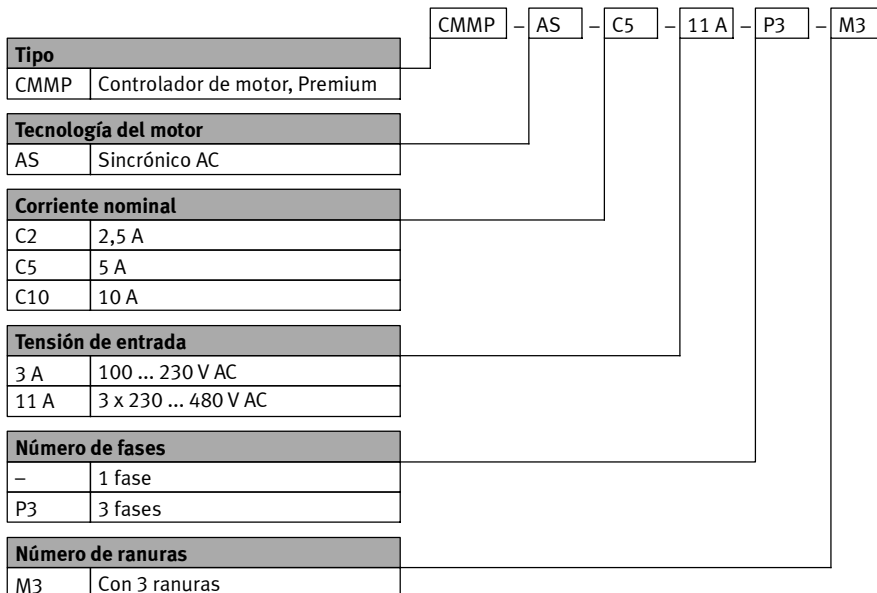 CMMP – AS – C5 – 11 A – P3 – M3
Tipo
CMMP Controlador de motor, Premium
Tecnología del motor
AS Sincrónico AC
Corriente nominal
C2 2,5 A
C5 5 A
C10 10 A
Tensión de entrada
3 A 100 ... 230 V AC
11 A 3 x 230 ... 480 V AC
Número de fases
– 1 fase
P3 3 fases
Número de ranuras
M3 Con 3 ranuras